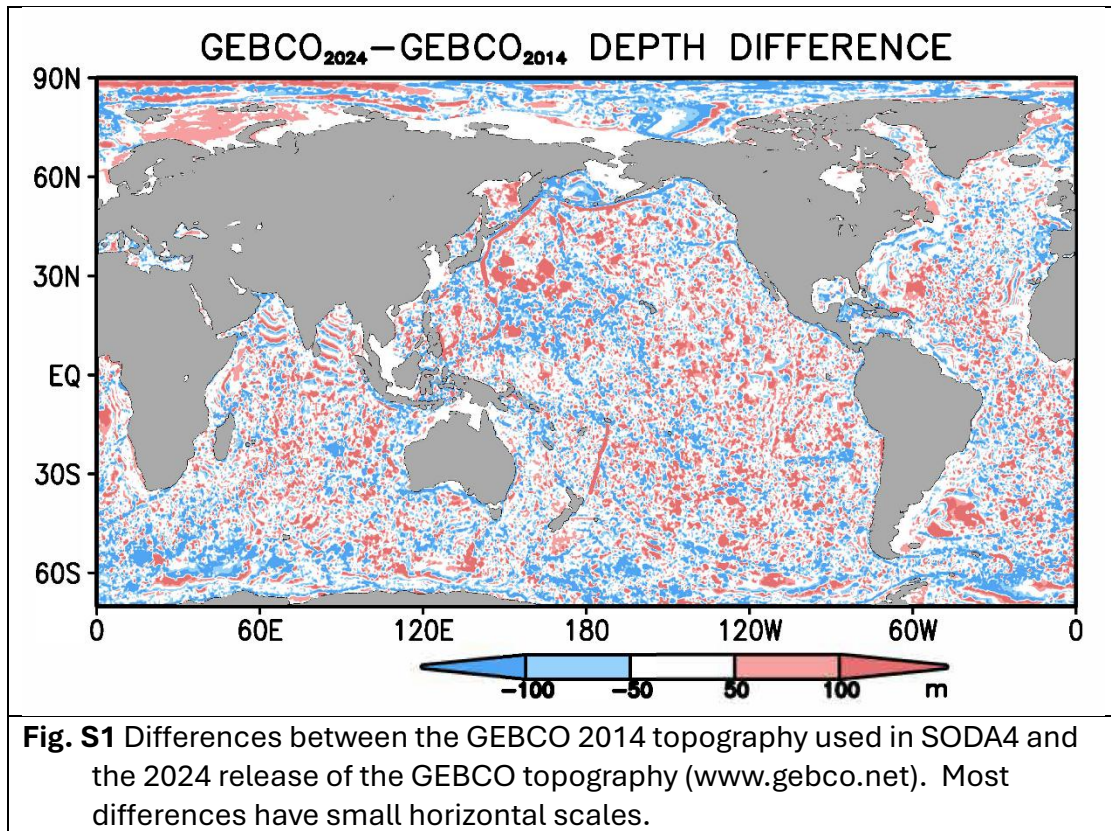 GEBCO₂₀₂₄−GEBCO₂₀₁₄ DEPTH DIFFERENCE
90N
60N
30N
EQ
30S
60S
0 60E 120E 180 120W 60W 0
−100 −50 50 100 m
Fig. S1 Differences between the GEBCO 2014 topography used in SODA4 and
the 2024 release of the GEBCO topography (www.gebco.net). Most
differences have small horizontal scales.